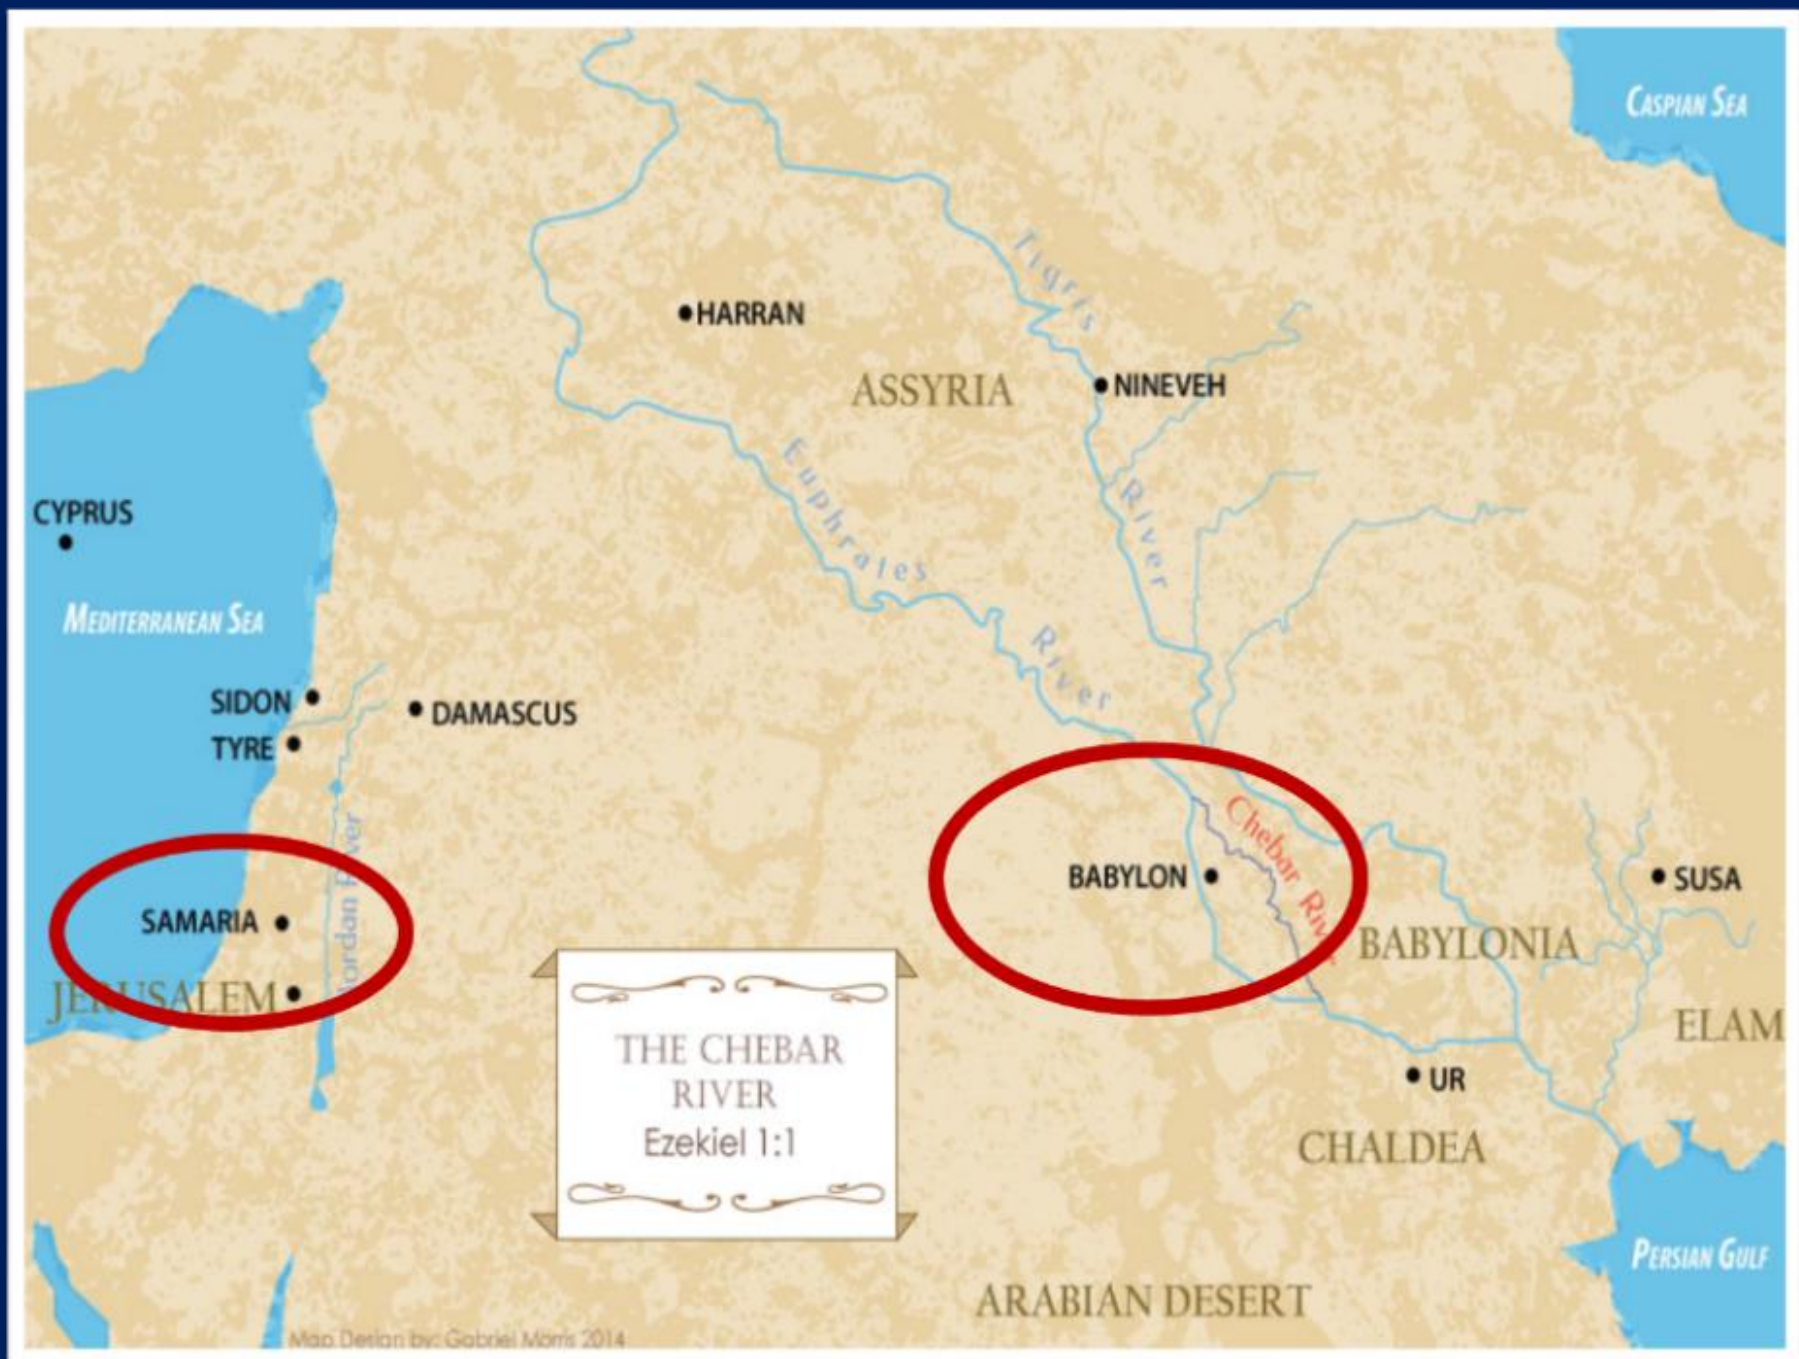 CASPIAN SEA
Tigris
River
HARRAN
ASSYRIA
NINEVEH
Euphrates
River
CYPRUS
MEDITERRANEAN SEA
SIDON
DAMASCUS
TYRE
Jordan River
SAMARIA
JERUSALEM
BABYLON
Chebar
BABYLONIA
SUSA
ELAM
UR
CHALDEA
THE CHEBAR
RIVER
Ezekiel 1:1
PERSIAN GULF
ARABIAN DESERT
Map Design by: Gabriel Morris 2014